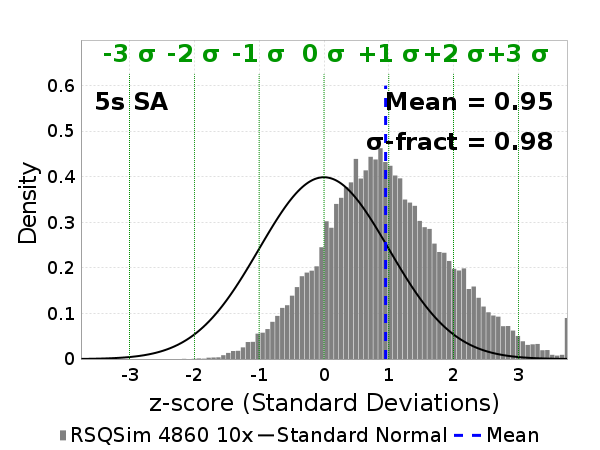 -3 σ -2 σ -1 σ 0 σ +1 σ +2 σ +3 σ
0.6
5s SA Mean = 0.95
0.5
σ-fract = 0.98
0.4
0.3
0.2
0.1
0
Density
-3 -2 -1 0 1 2 3
z-score (Standard Deviations)
RSQSim 4860 10x Standard Normal Mean